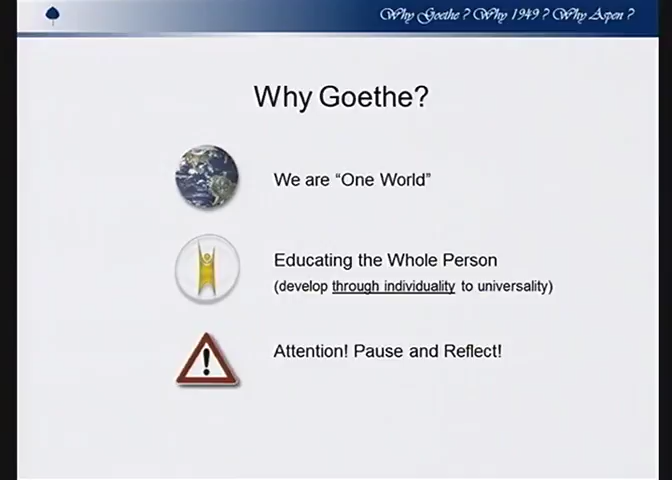 Why Goethe? Why 1949? Why Aspen?
Why Goethe?
We are “One World”
Educating the Whole Person
(develop through individuality to universality)
Attention! Pause and Reflect!